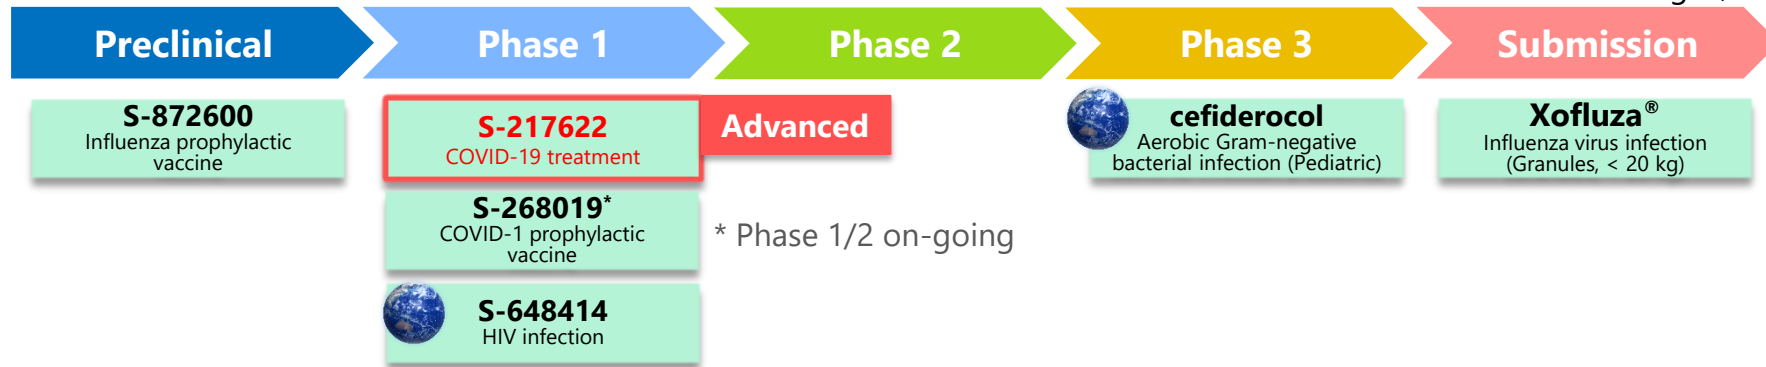 Preclinical
Phase 1
Phase 2
Phase 3
Submission
S-872600
Influenza prophylactic
vaccine
S-217622
COVID-19 treatment
Advanced
S-268019*
COVID-1 prophylactic
vaccine
* Phase 1/2 on-going
S-648414
HIV infection
cefiderocol
Aerobic Gram-negative
bacterial infection (Pediatric)
Xofluza®
Influenza virus infection
(Granules, < 20 kg)